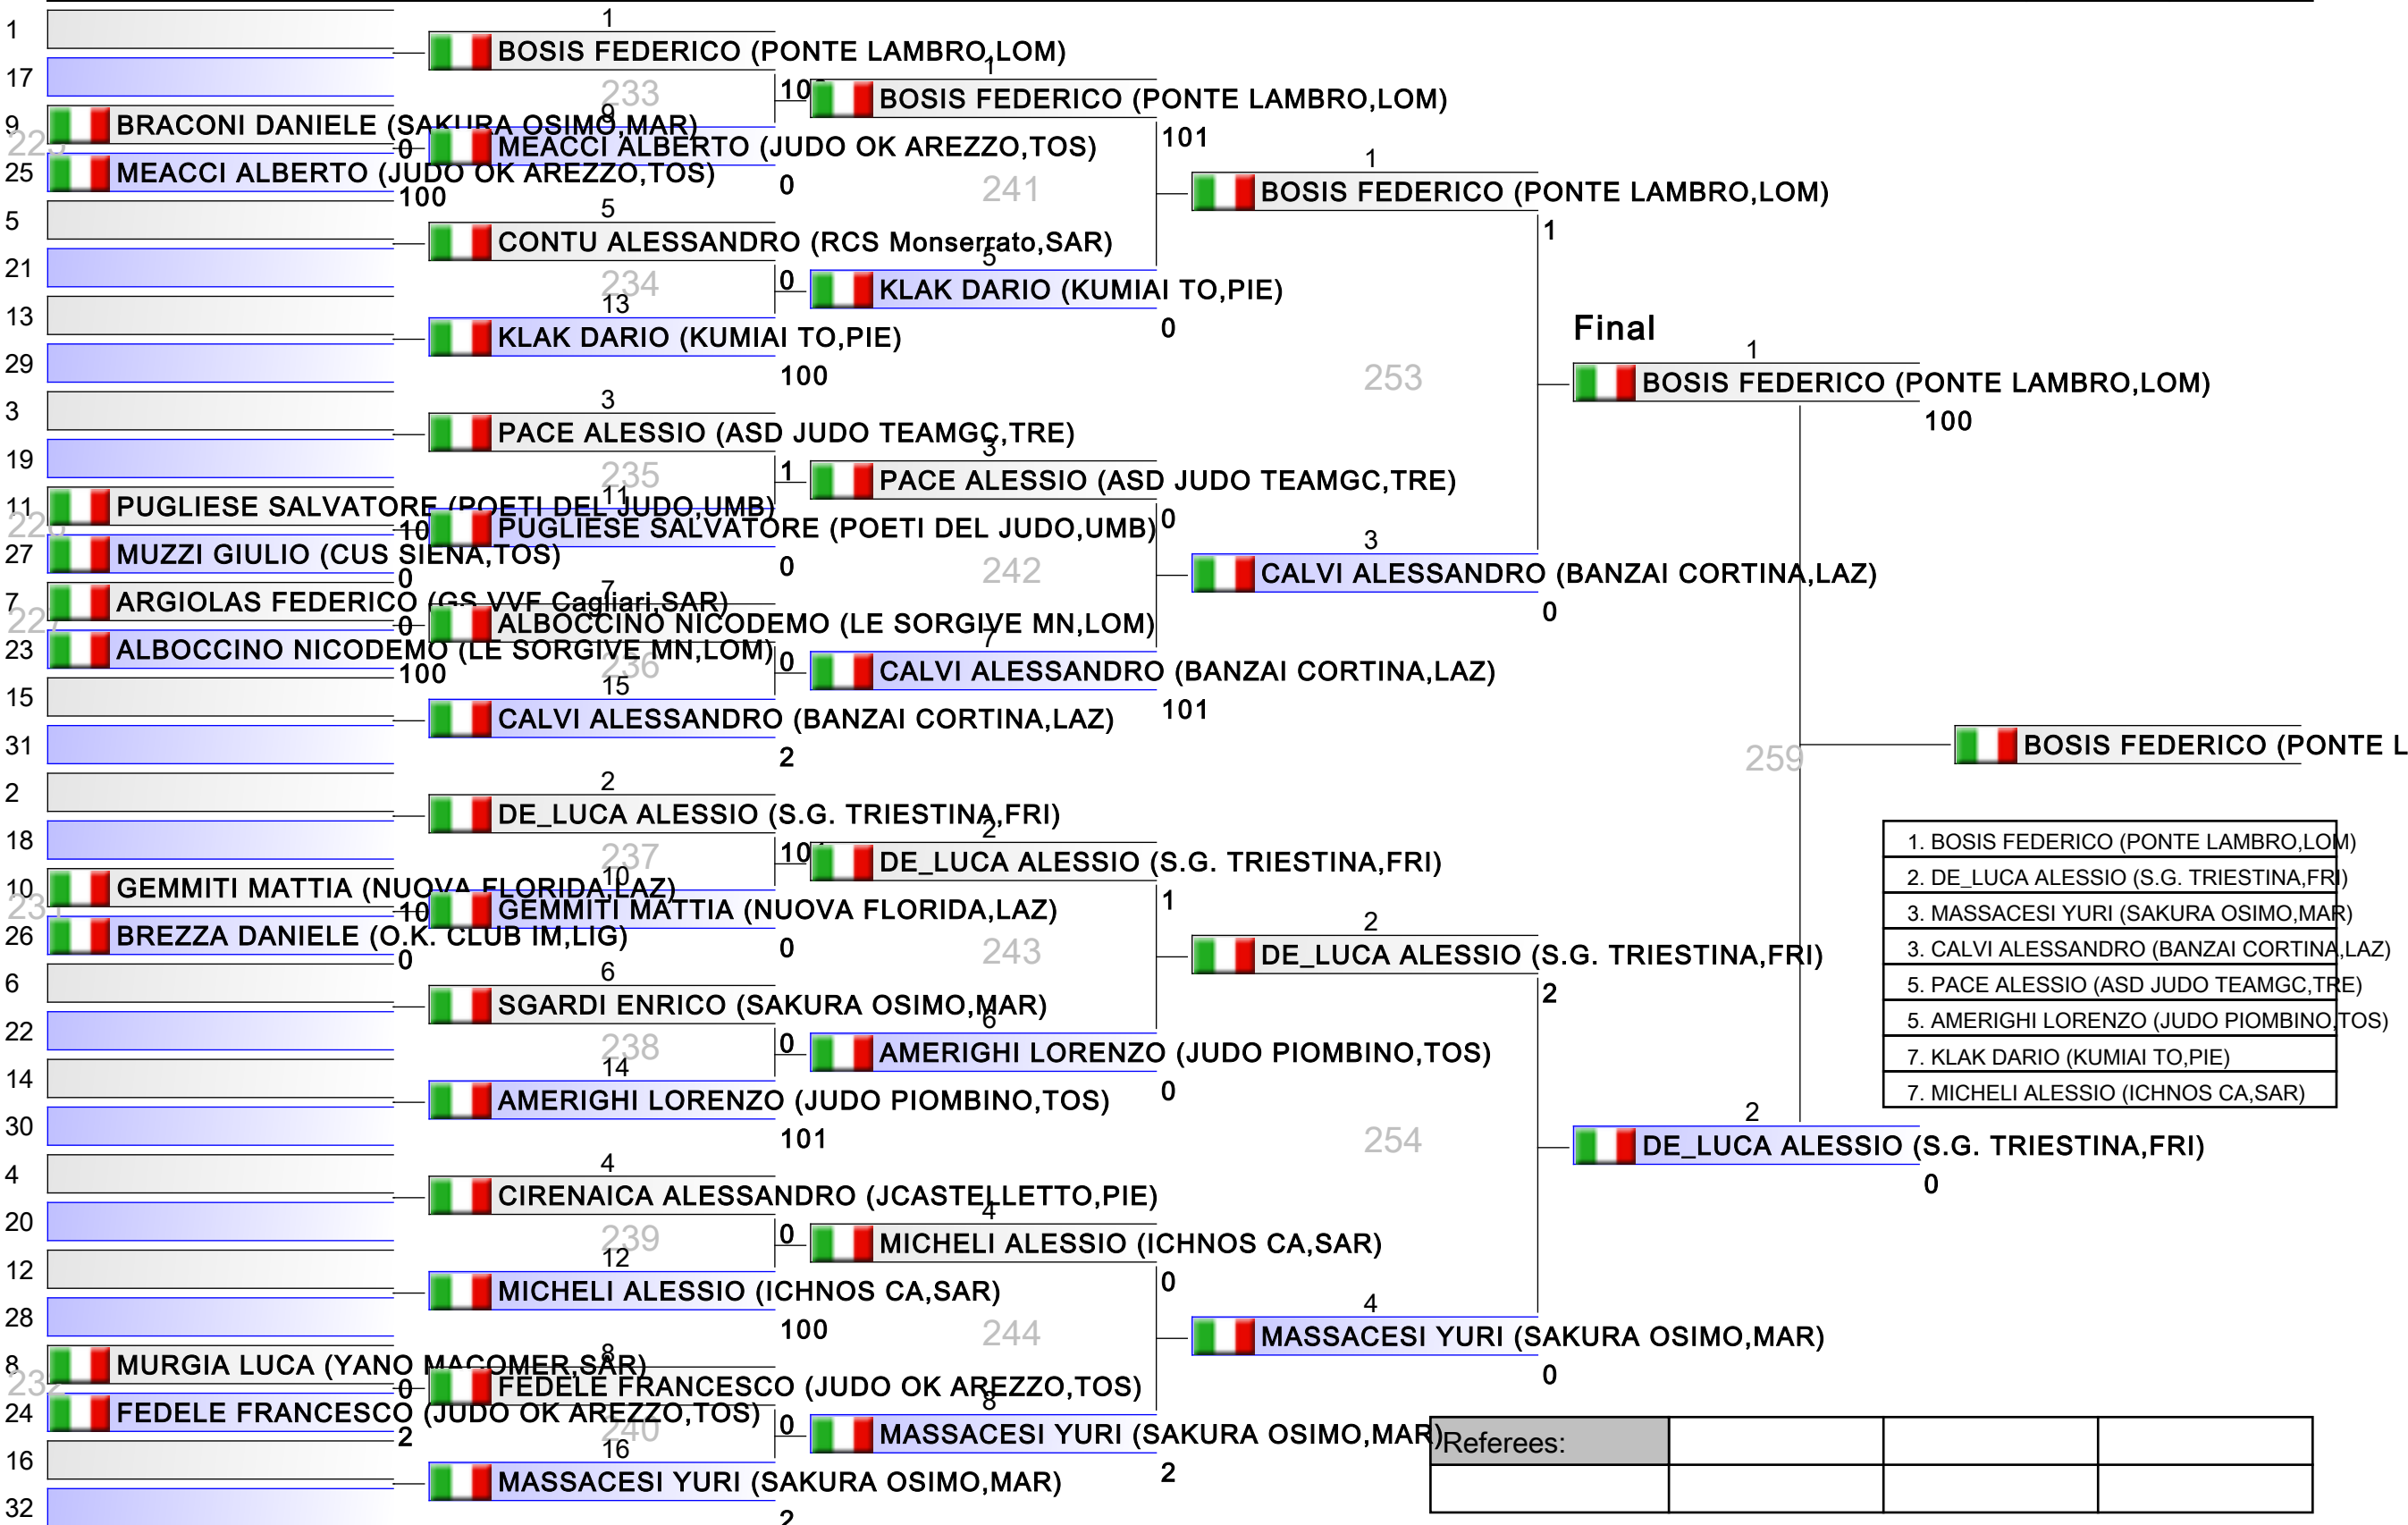 1
17
9
BRACONI DANIELE (SAKURA OSIMO,MAR)
0
25
MEACCI ALBERTO (JUDO OK AREZZO,TOS)
100
5
21
13
29
3
19
11
PUGLIESE SALVATORE (POETI DEL JUDO,UMB)
27
MUZZI GIULIO (CUS SIENA,TOS)
0
7
ARGIOLAS FEDERICO (GS VVF Cagliari,SAR)
0
23
ALBOCCINO NICODEMO (LE SORGIVE MN,LOM)
100
15
31
2
18
10
GEMMITI MATTIA (NUOVA FLORIDA,LAZ)
26
BREZZA DANIELE (O.K. CLUB IM,LIG)
0
6
22
14
30
4
20
12
28
8
MURGIA LUCA (YANO MACOMER,SAR)
0
24
FEDELE FRANCESCO (JUDO OK AREZZO,TOS)
2
16
32
1
BOSIS FEDERICO (PONTE LAMBRO,LOM)
233
9
MEACCI ALBERTO (JUDO OK AREZZO,TOS)
0
5
CONTU ALESSANDRO (RCS Monserrato,SAR)
0
234
13
KLAK DARIO (KUMIAI TO,PIE)
100
3
PACE ALESSIO (ASD JUDO TEAMGC,TRE)
1
235
11
PUGLIESE SALVATORE (POETI DEL JUDO,UMB)
0
7
ALBOCCINO NICODEMO (LE SORGIVE MN,LOM)
0
236
15
CALVI ALESSANDRO (BANZAI CORTINA,LAZ)
2
2
DE_LUCA ALESSIO (S.G. TRIESTINA,FRI)
237
10
GEMMITI MATTIA (NUOVA FLORIDA,LAZ)
0
6
SGARDI ENRICO (SAKURA OSIMO,MAR)
0
238
14
AMERIGHI LORENZO (JUDO PIOMBINO,TOS)
101
4
CIRENAICA ALESSANDRO (JCASTELLETTO,PIE)
0
239
12
MICHELI ALESSIO (ICHNOS CA,SAR)
100
8
FEDELE FRANCESCO (JUDO OK AREZZO,TOS)
0
240
16
MASSACESI YURI (SAKURA OSIMO,MAR)
2
1
BOSIS FEDERICO (PONTE LAMBRO,LOM)
101
241
5
KLAK DARIO (KUMIAI TO,PIE)
0
3
PACE ALESSIO (ASD JUDO TEAMGC,TRE)
0
242
7
CALVI ALESSANDRO (BANZAI CORTINA,LAZ)
101
2
DE_LUCA ALESSIO (S.G. TRIESTINA,FRI)
1
243
6
AMERIGHI LORENZO (JUDO PIOMBINO,TOS)
0
4
MICHELI ALESSIO (ICHNOS CA,SAR)
0
244
8
MASSACESI YURI (SAKURA OSIMO,MAR)
2
1
BOSIS FEDERICO (PONTE LAMBRO,LOM)
1
253
3
CALVI ALESSANDRO (BANZAI CORTINA,LAZ)
0
2
DE_LUCA ALESSIO (S.G. TRIESTINA,FRI)
2
254
4
MASSACESI YURI (SAKURA OSIMO,MAR)
0
Final
1
BOSIS FEDERICO (PONTE LAMBRO,LOM)
100
259
2
DE_LUCA ALESSIO (S.G. TRIESTINA,FRI)
0
BOSIS FEDERICO (PONTE L
1. BOSIS FEDERICO (PONTE LAMBRO,LOM)
2. DE_LUCA ALESSIO (S.G. TRIESTINA,FRI)
3. MASSACESI YURI (SAKURA OSIMO,MAR)
3. CALVI ALESSANDRO (BANZAI CORTINA,LAZ)
5. PACE ALESSIO (ASD JUDO TEAMGC,TRE)
5. AMERIGHI LORENZO (JUDO PIOMBINO,TOS)
7. KLAK DARIO (KUMIAI TO,PIE)
7. MICHELI ALESSIO (ICHNOS CA,SAR)
Referees: